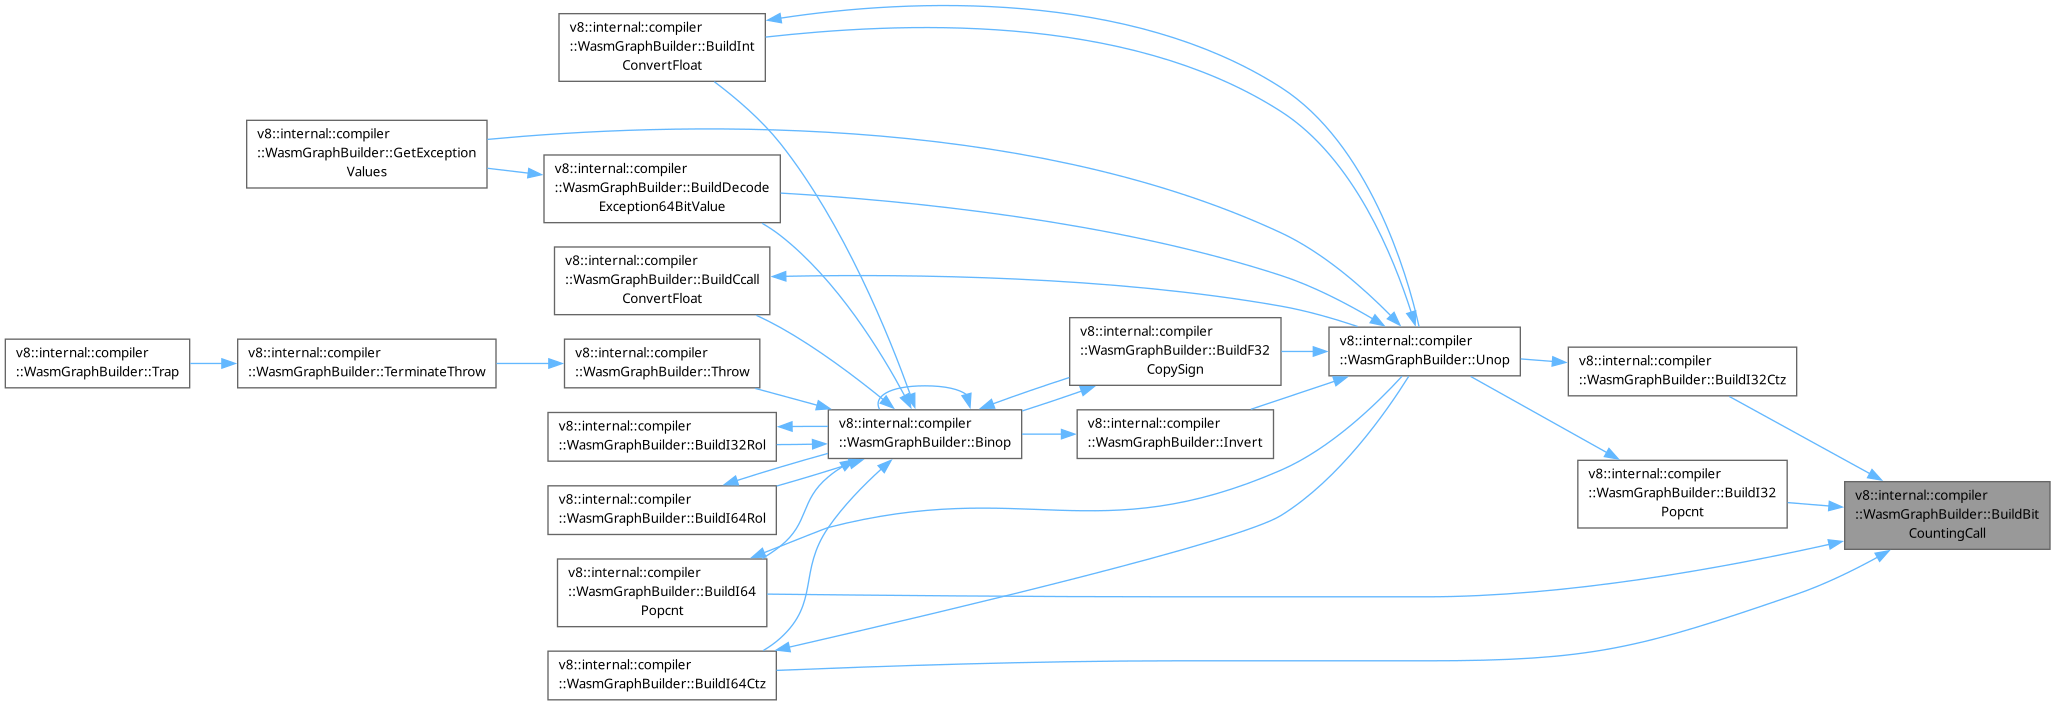 v8::internal::compiler
::WasmGraphBuilder::BuildInt
ConvertFloat
v8::internal::compiler
::WasmGraphBuilder::GetException
Values
v8::internal::compiler
::WasmGraphBuilder::BuildDecode
Exception64BitValue
v8::internal::compiler
::WasmGraphBuilder::BuildCcall
ConvertFloat
v8::internal::compiler
::WasmGraphBuilder::Trap
v8::internal::compiler
::WasmGraphBuilder::TerminateThrow
v8::internal::compiler
::WasmGraphBuilder::Throw
v8::internal::compiler
::WasmGraphBuilder::BuildF32
CopySign
v8::internal::compiler
::WasmGraphBuilder::Unop
v8::internal::compiler
::WasmGraphBuilder::BuildI32Ctz
v8::internal::compiler
::WasmGraphBuilder::BuildI32Rol
v8::internal::compiler
::WasmGraphBuilder::Binop
v8::internal::compiler
::WasmGraphBuilder::Invert
v8::internal::compiler
::WasmGraphBuilder::BuildI64Rol
v8::internal::compiler
::WasmGraphBuilder::BuildI32
Popcnt
v8::internal::compiler
::WasmGraphBuilder::BuildBit
CountingCall
v8::internal::compiler
::WasmGraphBuilder::BuildI64
Popcnt
v8::internal::compiler
::WasmGraphBuilder::BuildI64Ctz